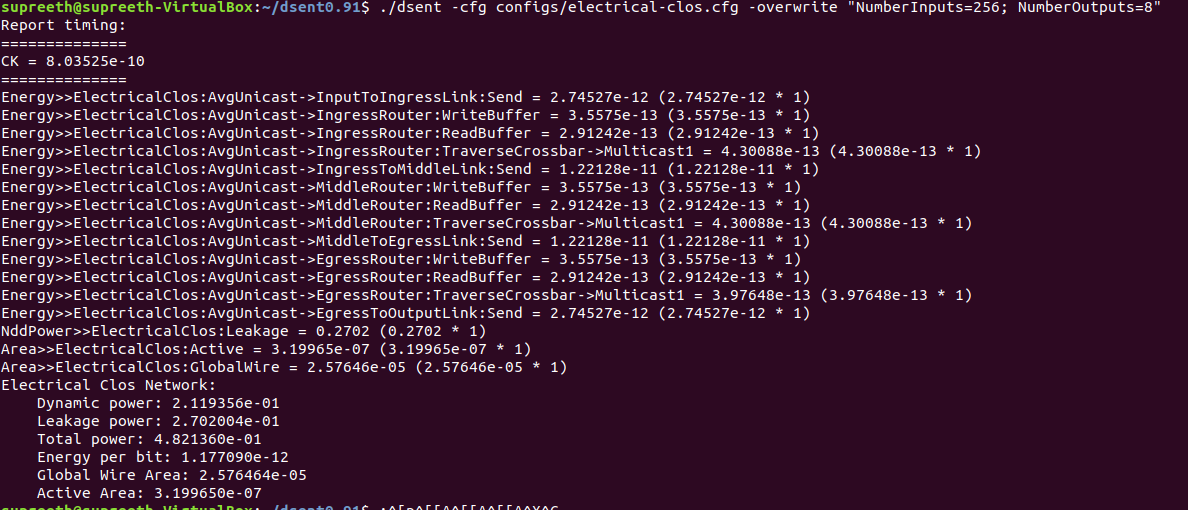 supreeth@supreeth-VirtualBox:~/dsent0.91$ ./dsent -cfg configs/electrical-clos.cfg -overwrite "NumberInputs=256; NumberOutputs=8"
Report timing:
==============
CK = 8.03525e-10
==============
Energy>>ElectricalClos:AvgUnicast->InputToIngressLink:Send = 2.74527e-12 (2.74527e-12 * 1)
Energy>>ElectricalClos:AvgUnicast->IngressRouter:WriteBuffer = 3.5575e-13 (3.5575e-13 * 1)
Energy>>ElectricalClos:AvgUnicast->IngressRouter:ReadBuffer = 2.91242e-13 (2.91242e-13 * 1)
Energy>>ElectricalClos:AvgUnicast->IngressRouter:TraverseCrossbar->Multicast1 = 4.30088e-13 (4.30088e-13 * 1)
Energy>>ElectricalClos:AvgUnicast->IngressToMiddleLink:Send = 1.22128e-11 (1.22128e-11 * 1)
Energy>>ElectricalClos:AvgUnicast->MiddleRouter:WriteBuffer = 3.5575e-13 (3.5575e-13 * 1)
Energy>>ElectricalClos:AvgUnicast->MiddleRouter:ReadBuffer = 2.91242e-13 (2.91242e-13 * 1)
Energy>>ElectricalClos:AvgUnicast->MiddleRouter:TraverseCrossbar->Multicast1 = 4.30088e-13 (4.30088e-13 * 1)
Energy>>ElectricalClos:AvgUnicast->MiddleToEgressLink:Send = 1.22128e-11 (1.22128e-11 * 1)
Energy>>ElectricalClos:AvgUnicast->EgressRouter:WriteBuffer = 3.5575e-13 (3.5575e-13 * 1)
Energy>>ElectricalClos:AvgUnicast->EgressRouter:ReadBuffer = 2.91242e-13 (2.91242e-13 * 1)
Energy>>ElectricalClos:AvgUnicast->EgressRouter:TraverseCrossbar->Multicast1 = 3.97648e-13 (3.97648e-13 * 1)
Energy>>ElectricalClos:AvgUnicast->EgressToOutputLink:Send = 2.74527e-12 (2.74527e-12 * 1)
NddPower>>ElectricalClos:Leakage = 0.2702 (0.2702 * 1)
Area>>ElectricalClos:Active = 3.19965e-07 (3.19965e-07 * 1)
Area>>ElectricalClos:GlobalWire = 2.57646e-05 (2.57646e-05 * 1)
Electrical Clos Network:
    Dynamic power: 2.119356e-01
    Leakage power: 2.702004e-01
    Total power: 4.821360e-01
    Energy per bit: 1.177090e-12
    Global Wire Area: 2.576464e-05
    Active Area: 3.199650e-07
supreeth@supreeth-VirtualBox:~/dsent0.91$